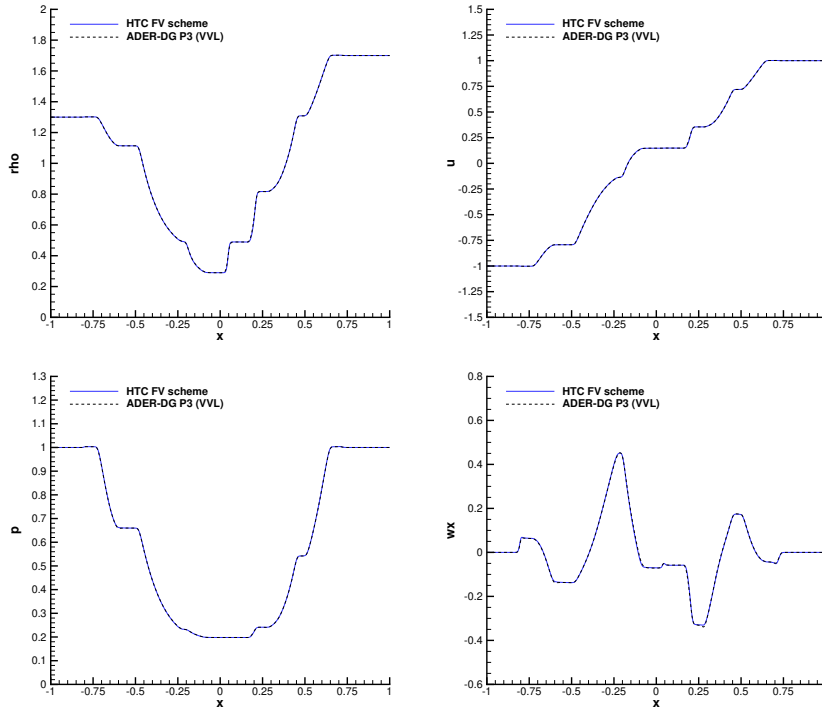 HTC FV scheme
ADER-DG P3 (VVL)
rho
2
1.8
1.6
1.4
1.2
1
0.8
0.6
0.4
0.2
0
-1 -0.75 -0.5 -0.25 0 0.25 0.5 0.75 1
x
HTC FV scheme
ADER-DG P3 (VVL)
u
1.5
1.25
1
0.75
0.5
0.25
0
-0.25
-0.5
-0.75
-1
-1.25
-1.5
-1 -0.75 -0.5 -0.25 0 0.25 0.5 0.75
x
HTC FV scheme
ADER-DG P3 (VVL)
p
1.3
1.2
1.1
1
0.9
0.8
0.7
0.6
0.5
0.4
0.3
0.2
0.1
0
-1 -0.75 -0.5 -0.25 0 0.25 0.5 0.75 1
x
HTC FV scheme
ADER-DG P3 (VVL)
wx
0.6
0.4
0.2
0
-0.2
-0.4
-0.6
-1 -0.75 -0.5 -0.25 0 0.25 0.5 0.75
x